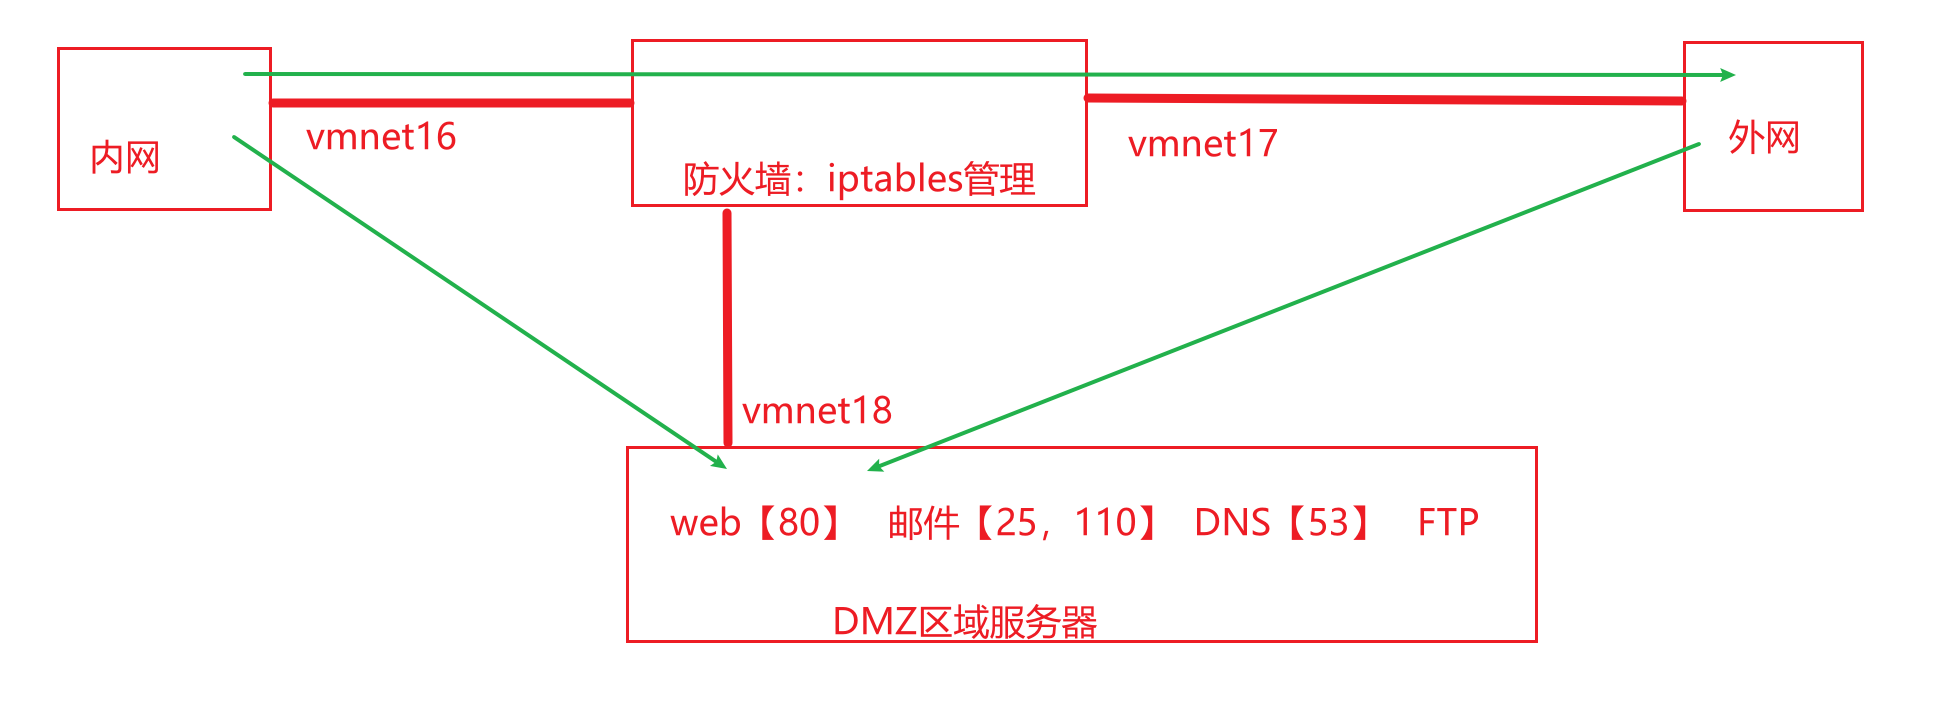 内网
vmnet16
防火墙：iptables管理
vmnet17
外网
vmnet18
web【80】 邮件【25，110】 DNS【53】 FTP
DMZ区域服务器